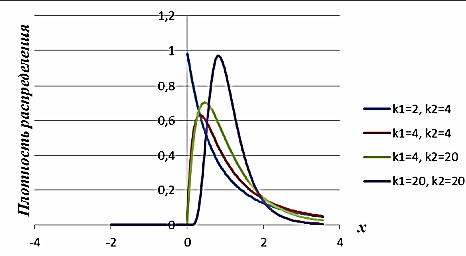 Плотность распределения
1,2
1
0,8
0,6
0,4
0,2
0
-4
-2
0
2
4
x
k1=2, k2=4
k1=4, k2=4
k1=4, k2=20
k1=20, k2=20